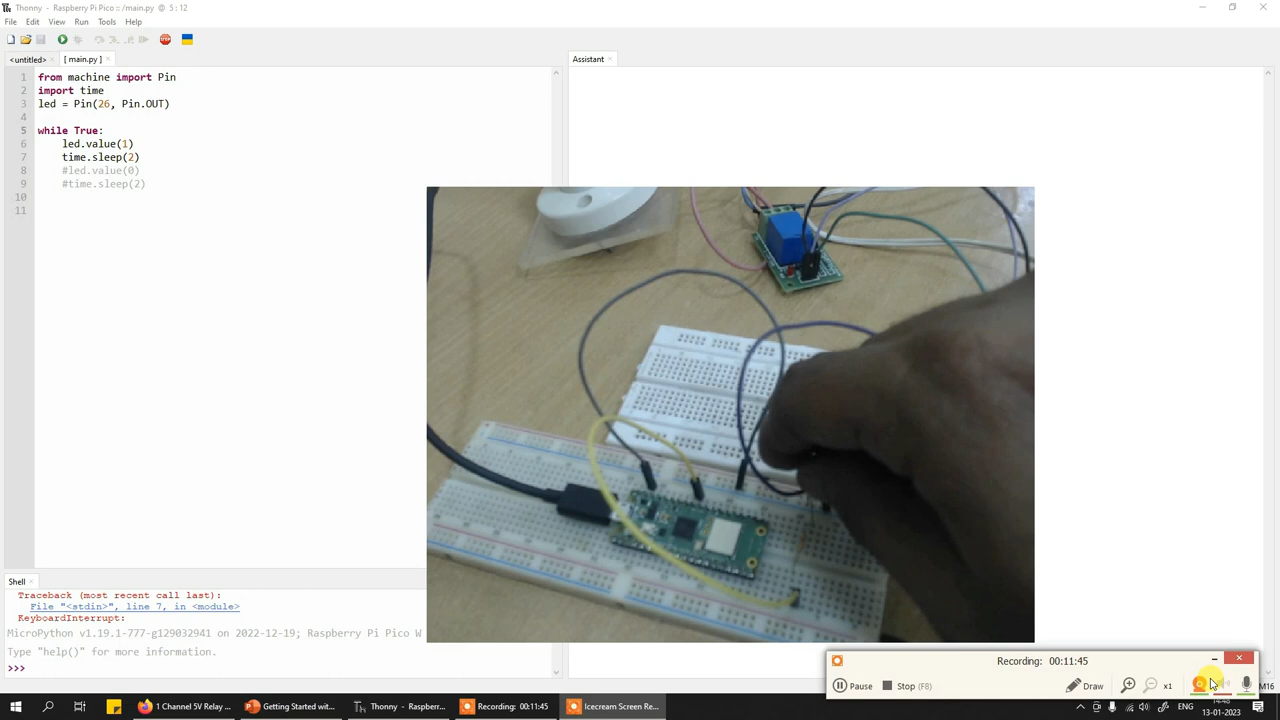 Thonny - Raspberry Pi Pico :: /main.py @ 5 : 12
File Edit View Run Tools Help
<untitled> [ main.py ] Assistant
1 from machine import Pin
2 import time
3 led = Pin(26, Pin.OUT)
4
5 while True:
6 led.value(1)
7 time.sleep(2)
8 #led.value(0)
9 #time.sleep(2)
10
11
Shell
Traceback (most recent call last):
File "<stdin>", line 7, in <module>
KeyboardInterrupt:
MicroPython v1.19.1-777-g129032941 on 2022-12-19; Raspberry Pi Pico W
Type "help()" for more information.
>>>
Recording: 00:11:45
Pause Stop (F8) Draw x1
1 Channel 5V Relay ... Getting Started wit... Thonny - Raspberr... Recording: 00:11:45 Icecream Screen Re... ENG
13-01-2023